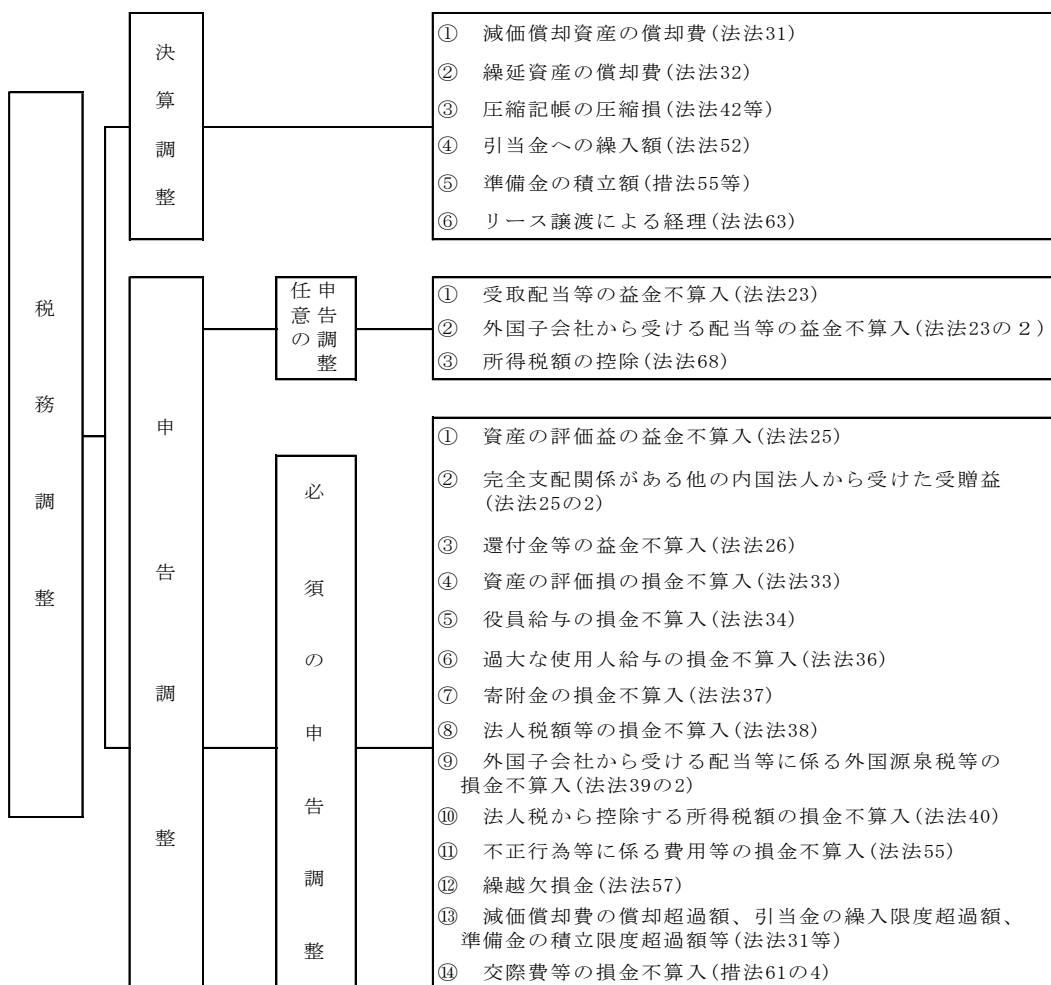 税務調整
決算調整
① 減価償却資産の償却費(法法31)
② 繰延資産の償却費(法法32)
③ 圧縮記帳の圧縮損(法法42等)
④ 引当金への繰入額(法法52)
⑤ 準備金の積立額(措法55等)
⑥ リース譲渡による経理(法法63)
申告調整
任意の
申告調整
① 受取配当等の益金不算入(法法23)
② 外国子会社から受ける配当等の益金不算入(法法23の2)
③ 所得税額の控除(法法68)
必須の申告調整
① 資産の評価益の益金不算入(法法25)
② 完全支配関係がある他の内国法人から受けた受贈益
(法法25の2)
③ 還付金等の益金不算入(法法26)
④ 資産の評価損の損金不算入(法法33)
⑤ 役員給与の損金不算入(法法34)
⑥ 過大な使用人給与の損金不算入(法法36)
⑦ 寄附金の損金不算入(法法37)
⑧ 法人税額等の損金不算入(法法38)
⑨ 外国子会社から受ける配当等に係る外国源泉税等の
損金不算入(法法39の2)
⑩ 法人税から控除する所得税額の損金不算入(法法40)
⑪ 不正行為等に係る費用等の損金不算入(法法55)
⑫ 繰越欠損金(法法57)
⑬ 減価償却費の償却超過額、引当金の繰入限度超過額、
準備金の積立限度超過額等(法法31等)
⑭ 交際費等の損金不算入(措法61の4)